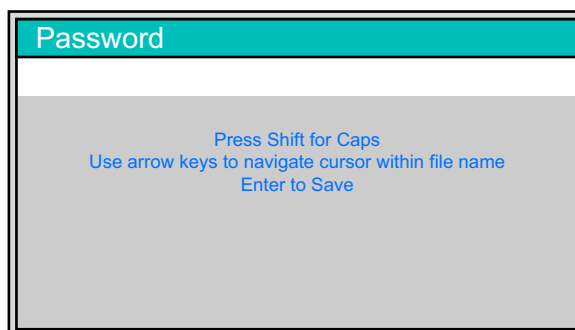 Password
Press Shift for Caps
Use arrow keys to navigate cursor within file name
Enter to Save